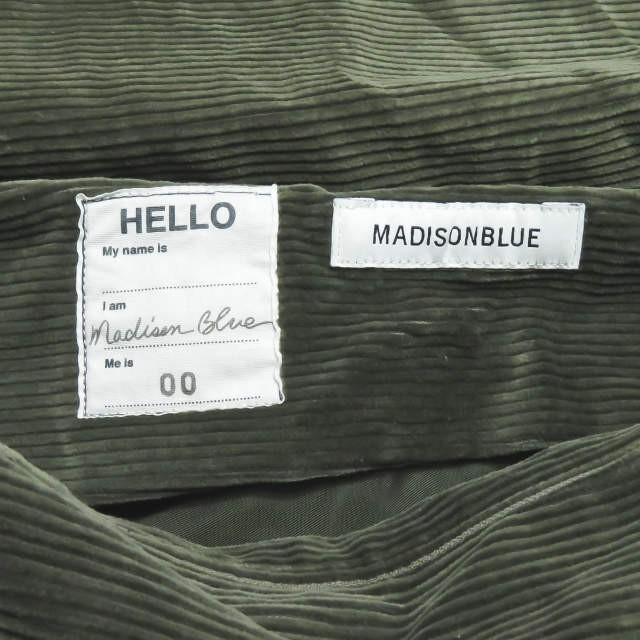 HELLO
My name is
I am
Madison Blue
Me is
00
MADISONBLUE